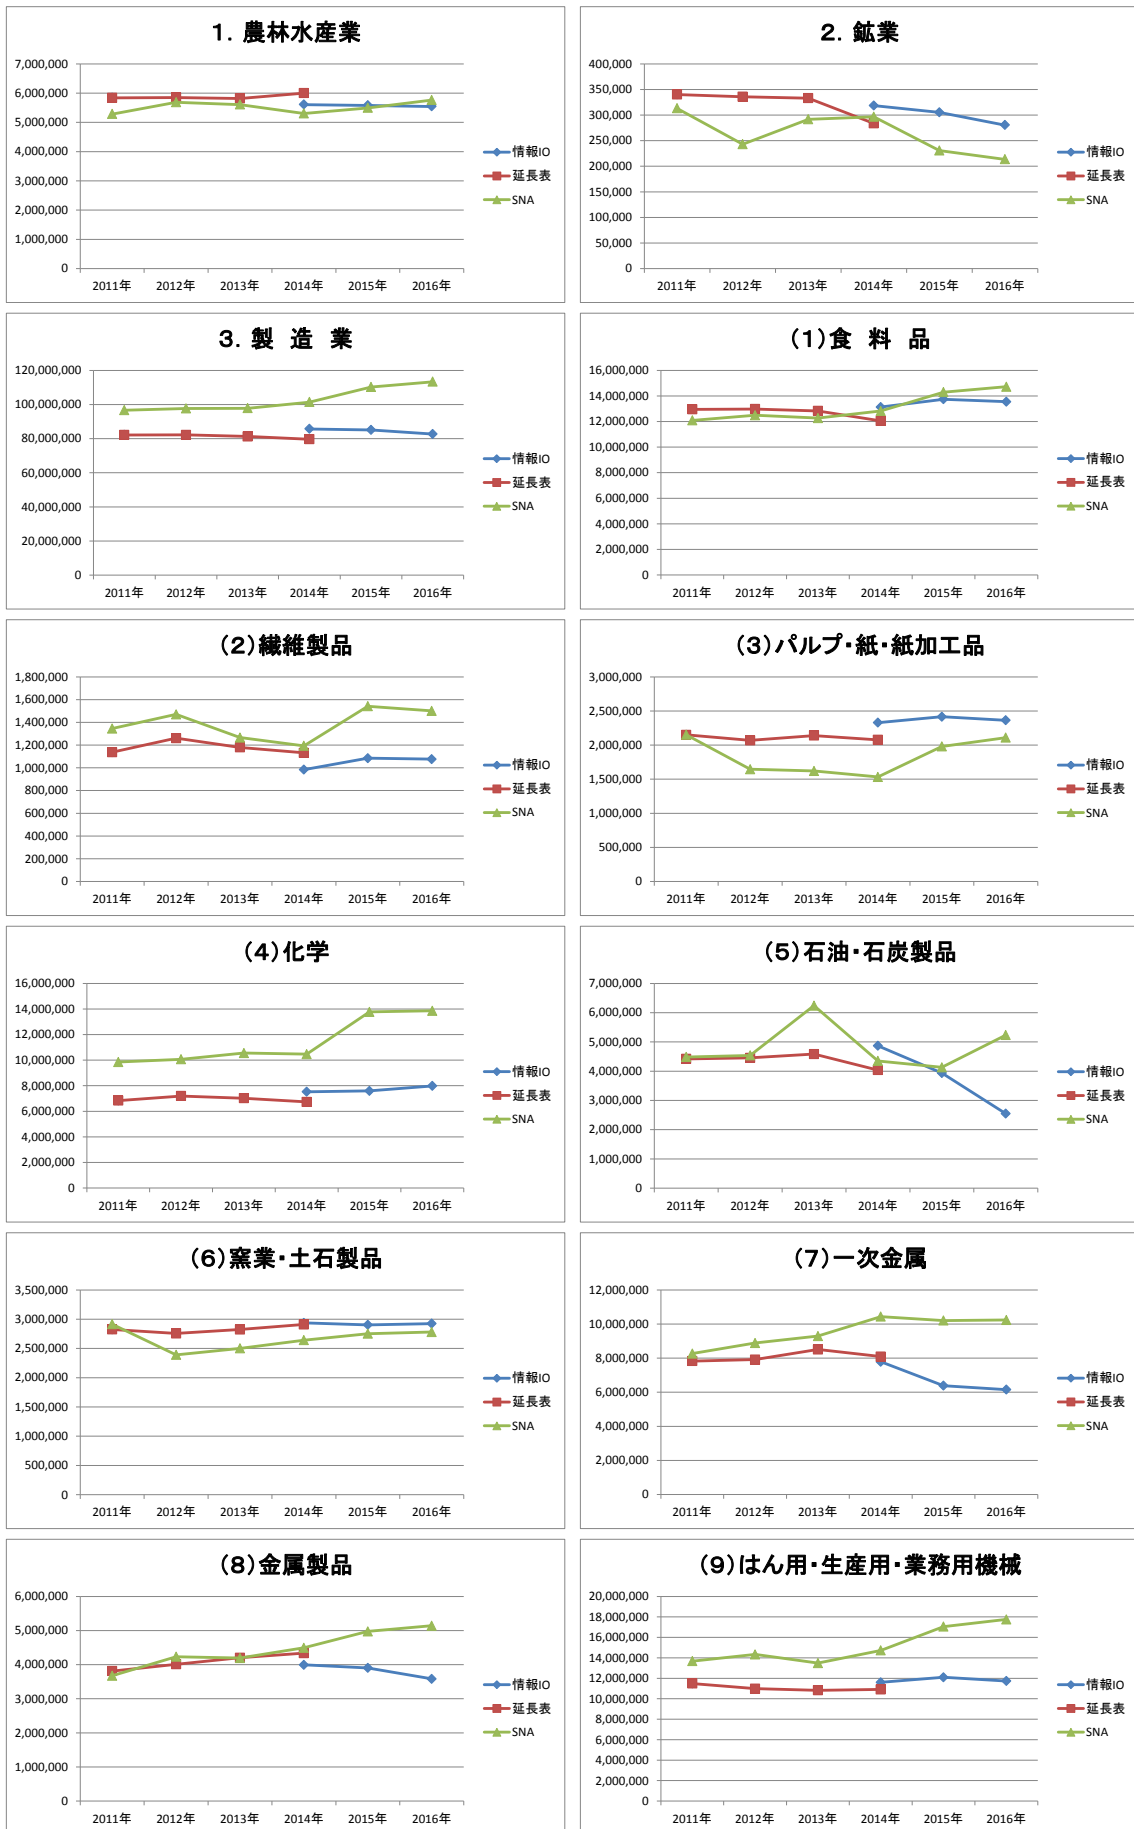 1．農林水産業
7,000,000
6,000,000
5,000,000
4,000,000
3,000,000
2,000,000
1,000,000
0
2011年 2012年 2013年 2014年 2015年 2016年
情報IO
延長表
SNA
2．鉱業
400,000
350,000
300,000
250,000
200,000
150,000
100,000
50,000
0
2011年 2012年 2013年 2014年 2015年 2016年
情報IO
延長表
SNA
3．製 造 業
120,000,000
100,000,000
80,000,000
60,000,000
40,000,000
20,000,000
0
2011年 2012年 2013年 2014年 2015年 2016年
情報IO
延長表
SNA
(1)食 料 品
16,000,000
14,000,000
12,000,000
10,000,000
8,000,000
6,000,000
4,000,000
2,000,000
0
2011年 2012年 2013年 2014年 2015年 2016年
情報IO
延長表
SNA
(2)繊維製品
1,800,000
1,600,000
1,400,000
1,200,000
1,000,000
800,000
600,000
400,000
200,000
0
2011年 2012年 2013年 2014年 2015年 2016年
情報IO
延長表
SNA
(3)パルプ・紙・紙加工品
3,000,000
2,500,000
2,000,000
1,500,000
1,000,000
500,000
0
2011年 2012年 2013年 2014年 2015年 2016年
情報IO
延長表
SNA
(4)化学
16,000,000
14,000,000
12,000,000
10,000,000
8,000,000
6,000,000
4,000,000
2,000,000
0
2011年 2012年 2013年 2014年 2015年 2016年
情報IO
延長表
SNA
(5)石油・石炭製品
7,000,000
6,000,000
5,000,000
4,000,000
3,000,000
2,000,000
1,000,000
0
2011年 2012年 2013年 2014年 2015年 2016年
情報IO
延長表
SNA
(6)窯業・土石製品
3,500,000
3,000,000
2,500,000
2,000,000
1,500,000
1,000,000
500,000
0
2011年 2012年 2013年 2014年 2015年 2016年
情報IO
延長表
SNA
(7)一次金属
12,000,000
10,000,000
8,000,000
6,000,000
4,000,000
2,000,000
0
2011年 2012年 2013年 2014年 2015年 2016年
情報IO
延長表
SNA
(8)金属製品
6,000,000
5,000,000
4,000,000
3,000,000
2,000,000
1,000,000
0
2011年 2012年 2013年 2014年 2015年 2016年
情報IO
延長表
SNA
(9)はん用・生産用・業務用機械
20,000,000
18,000,000
16,000,000
14,000,000
12,000,000
10,000,000
8,000,000
6,000,000
4,000,000
2,000,000
0
2011年 2012年 2013年 2014年 2015年 2016年
情報IO
延長表
SNA